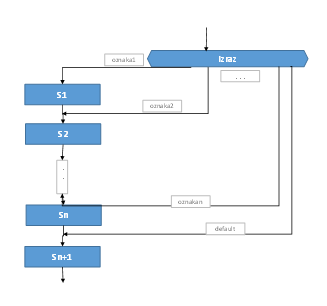 Izraz
oznaka1
. . .
S1
oznaka2
S2
.
.
oznakan
Sn
default
Sn+1